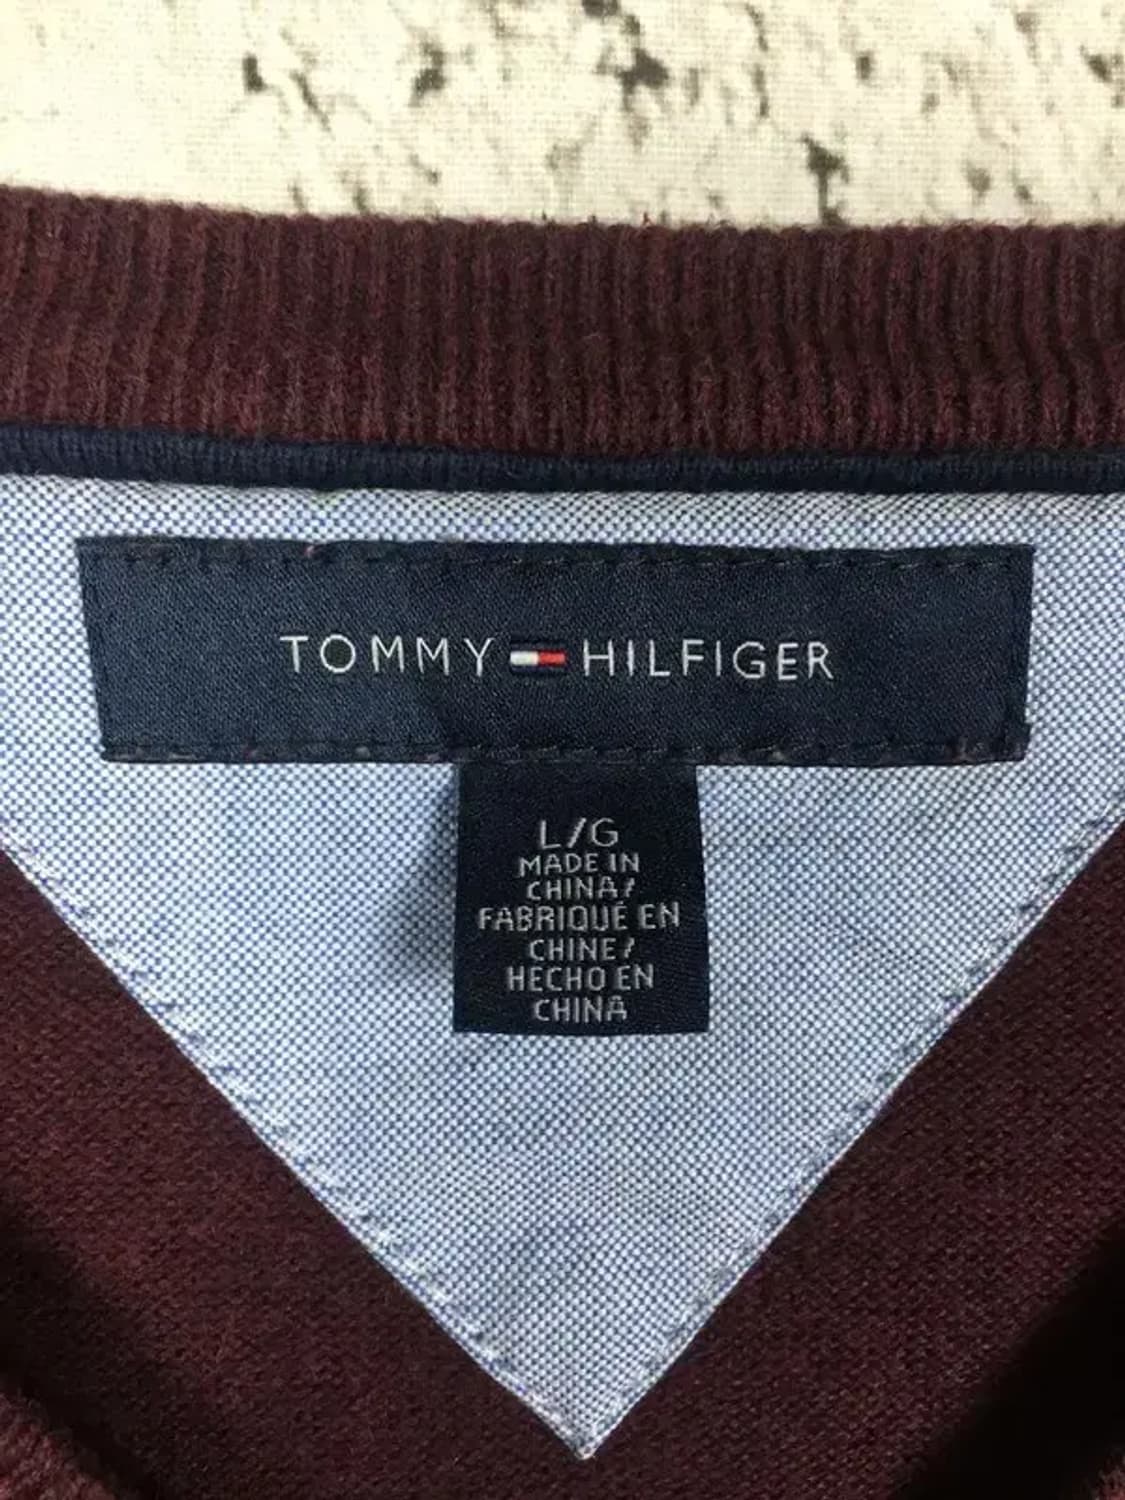 TOMMY HILFIGER
L/G
MADE IN
CHINA/
FABRIQUÉ EN
CHINE/
HECHO EN
CHINA